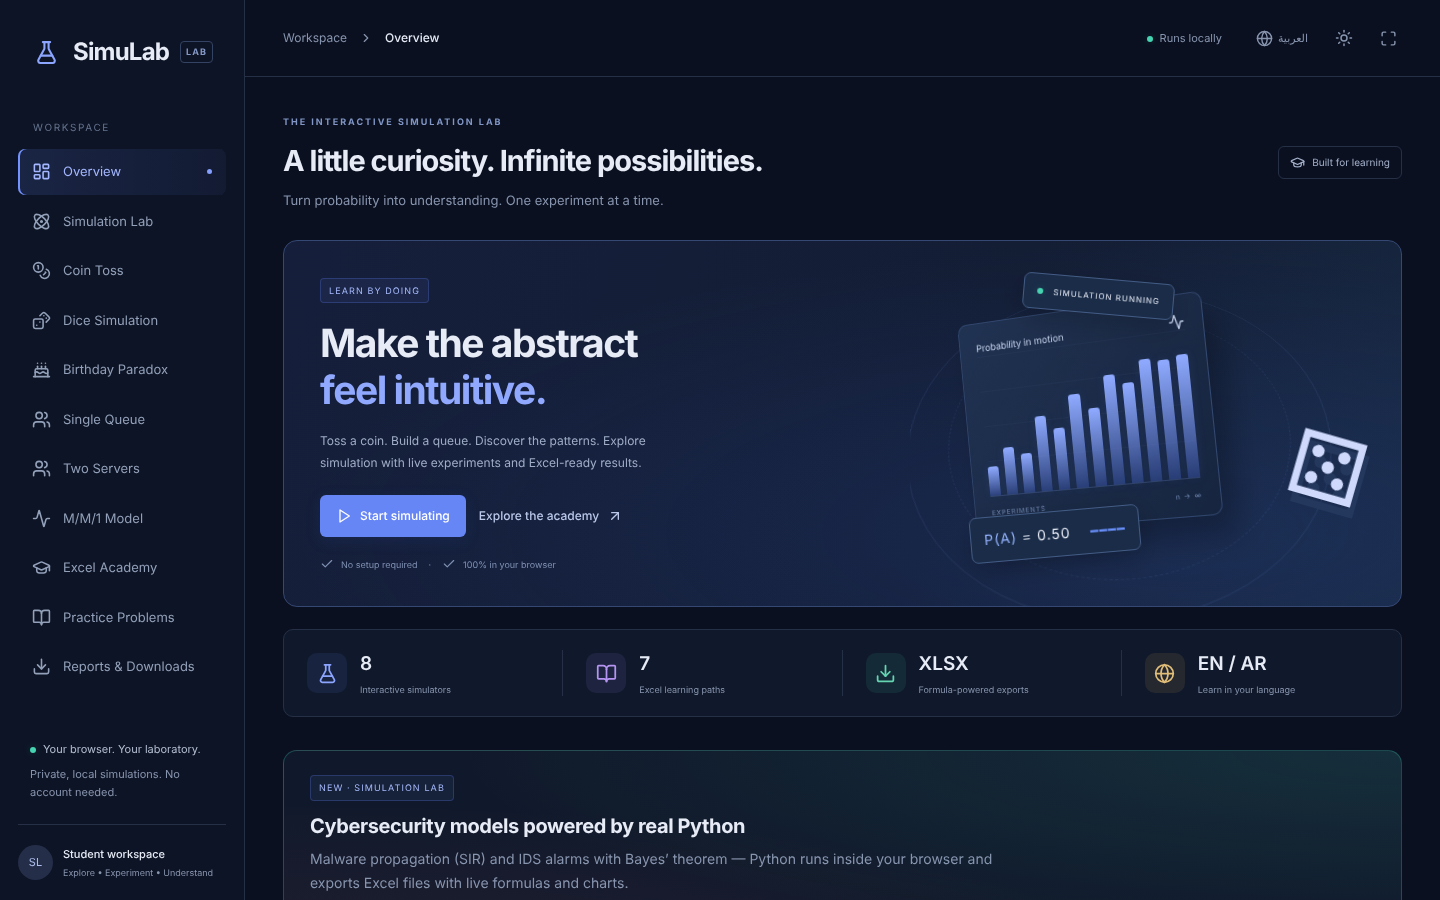 SimuLab
LAB
WORKSPACE
Overview
Simulation Lab
Coin Toss
Dice Simulation
Birthday Paradox
Single Queue
Two Servers
M/M/1 Model
Excel Academy
Practice Problems
Reports & Downloads
Your browser. Your laboratory.
Private, local simulations. No
account needed.
SL
Student workspace
Explore • Experiment • Understand
Workspace > Overview
Runs locally
العربية
THE INTERACTIVE SIMULATION LAB
A little curiosity. Infinite possibilities.
Turn probability into understanding. One experiment at a time.
Built for learning
LEARN BY DOING
Make the abstract
feel intuitive.
Toss a coin. Build a queue. Discover the patterns. Explore
simulation with live experiments and Excel-ready results.
Start simulating
Explore the academy
No setup required · 100% in your browser
SIMULATION RUNNING
Probability in motion
EXPERIMENTS
n → ∞
P(A) = 0.50
8
Interactive simulators
7
Excel learning paths
XLSX
Formula-powered exports
EN / AR
Learn in your language
NEW · SIMULATION LAB
Cybersecurity models powered by real Python
Malware propagation (SIR) and IDS alarms with Bayes’ theorem — Python runs inside your browser and
exports Excel files with live formulas and charts.